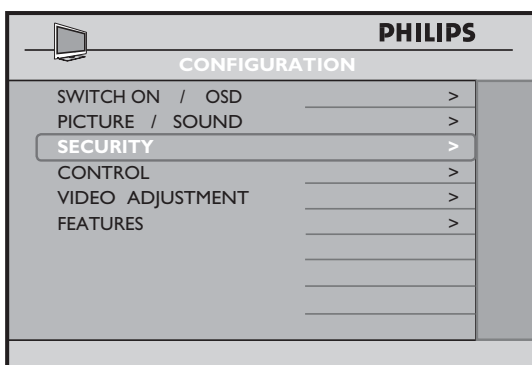 PHILIPS
CONFIGURATION
SWITCH ON / OSD >
PICTURE / SOUND >
SECURITY >
CONTROL >
VIDEO ADJUSTMENT >
FEATURES >